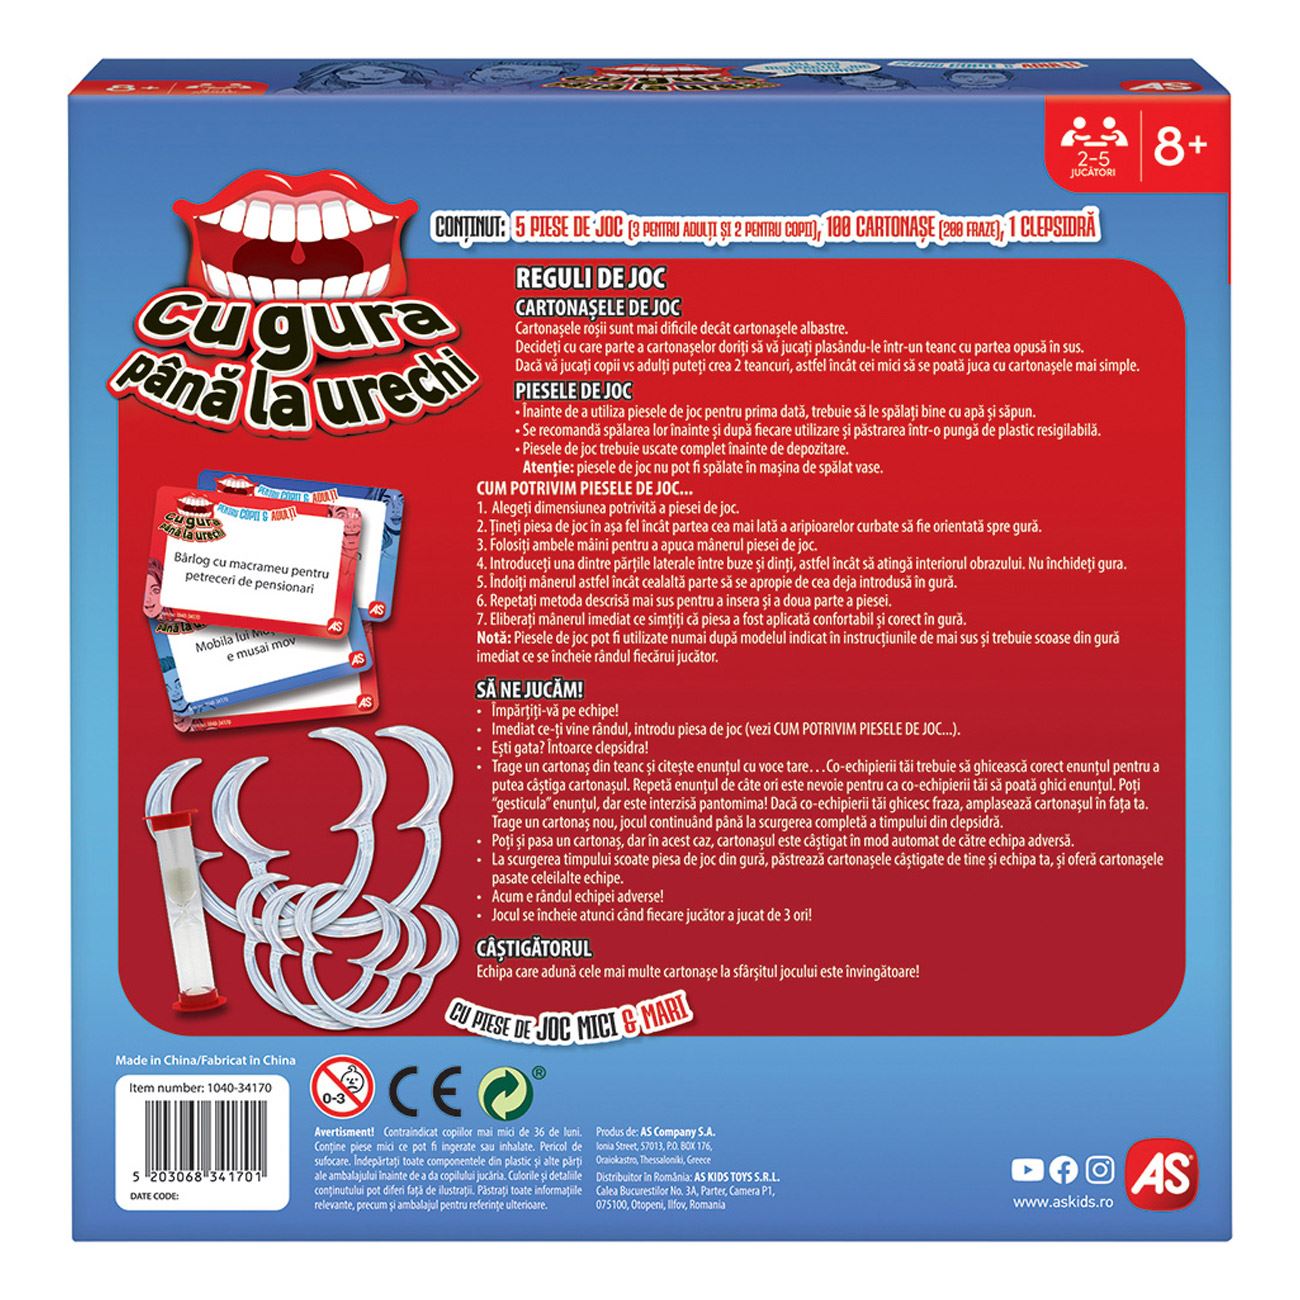 8+
Cu gura
până la urechi
AS
2-5
JUCĂTORI
8+
CONȚINUT: 5 PIESE DE JOC (3 PENTRU ADULȚI ȘI 2 PENTRU COPII), 100 CARTONAȘE (200 FRAZE), 1 CLEPSIDRĂ
Cu gura
până la urechi
REGULI DE JOC
CARTONAȘELE DE JOC
Cartonașele roșii sunt mai dificile decât cartonașele albastre.
Decideți cu care parte a cartonașelor doriți să vă jucați plasându-le într-un teanc cu partea opusă în sus.
Dacă vă jucați copii vs adulți puteți crea 2 teancuri, astfel încât cei mici să se poată juca cu cartonașele mai simple.
PIESELE DE JOC
• Înainte de a utiliza piesele de joc pentru prima dată, trebuie să le spălați bine cu apă și săpun.
• Se recomandă spălarea lor înainte și după fiecare utilizare și păstrarea într-o pungă de plastic resigilabilă.
• Piesele de joc trebuie uscate complet înainte de depozitare.
Atenție: piesele de joc nu pot fi spălate în mașina de spălat vase.
CUM POTRIVIM PIESELE DE JOC...
1. Alegeți dimensiunea potrivită a piesei de joc.
2. Țineți piesa de joc în așa fel încât partea cea mai lată a aripioarelor curbate să fie orientată spre gură.
3. Folosiți ambele mâini pentru a apuca mânerul piesei de joc.
4. Introduceți una dintre părțile laterale între buze și dinți, astfel încât să atingă interiorul obrazului. Nu închideți gura.
5. Îndoiți mânerul astfel încât cealaltă parte să se apropie de cea deja introdusă în gură.
6. Repetați metoda descrisă mai sus pentru a insera și a doua parte a piesei.
7. Eliberați mânerul imediat ce simțiți că piesa a fost aplicată confortabil și corect în gură.
Notă: Piesele de joc pot fi utilizate numai după modelul indicat în instrucțiunile de mai sus și trebuie scoase din gură
imediat ce se încheie rândul fiecărui jucător.
PENTRU COPII & ADULȚI
PENTRU COPII & ADULȚI
Cu gura
până la urechi
Bârlog cu macrameu pentru
petreceri de pensionari
AS
AS
Mobila lui
e musai mov
AS
AS
SĂ NE JUCĂM!
• Împărțiți-vă pe echipe!
• Imediat ce-ți vine rândul, introdu piesa de joc (vezi CUM POTRIVIM PIESELE DE JOC...).
• Ești gata? Întoarce clepsidra!
• Trage un cartonaș din teanc și citește enunțul cu voce tare…Co-echipierii tăi trebuie să ghicească corect enunțul pentru a
putea câștiga cartonașul. Repetă enunțul de câte ori este nevoie pentru ca co-echipierii tăi să poată ghici enunțul. Poți
“gesticula” enunțul, dar este interzisă pantomima! Dacă co-echipierii tăi ghicesc fraza, amplasează cartonașul în fața ta.
Trage un cartonaș nou, jocul continuând până la scurgerea completă a timpului din clepsidră.
• Poți și pasa un cartonaș, dar în acest caz, cartonașul este câștigat în mod automat de către echipa adversă.
• La scurgerea timpului scoate piesa de joc din gură, păstrează cartonașele câștigate de tine și echipa ta, și oferă cartonașele
pasate celeilalte echipe.
• Acum e rândul echipei adverse!
• Jocul se încheie atunci când fiecare jucător a jucat de 3 ori!
CÂȘTIGĂTORUL
Echipa care adună cele mai multe cartonașe la sfârșitul jocului este învingătoare!
CU PIESE DE JOC MICI & MARI
Made in China/Fabricat în China
Item number: 1040-34170
5 203068 341701
DATE CODE:
0-3
CE
®
Avertisment! Contraindicat copiilor mai mici de 36 de luni.
Conține piese mici ce pot fi ingerate sau inhalate. Pericol de
sufocare. Îndepărtați toate componentele din plastic și alte părți
ale ambalajului înainte de a da copilului jucăria. Culorile și detaliile
conținutului pot diferi față de ilustrații. Păstrați toate informațiile
relevante, precum și ambalajul pentru referințe ulterioare.
Produs de: AS Company S.A.
Ionia Street, 57013, P.O. BOX 176,
Oraiokastro, Thessaloniki, Greece
Distribuitor în România: AS KIDS TOYS S.R.L.
Calea Bucurestilor No. 3A, Parter, Camera P1,
075100, Otopeni, Ilfov, Romania
www.askids.ro
AS